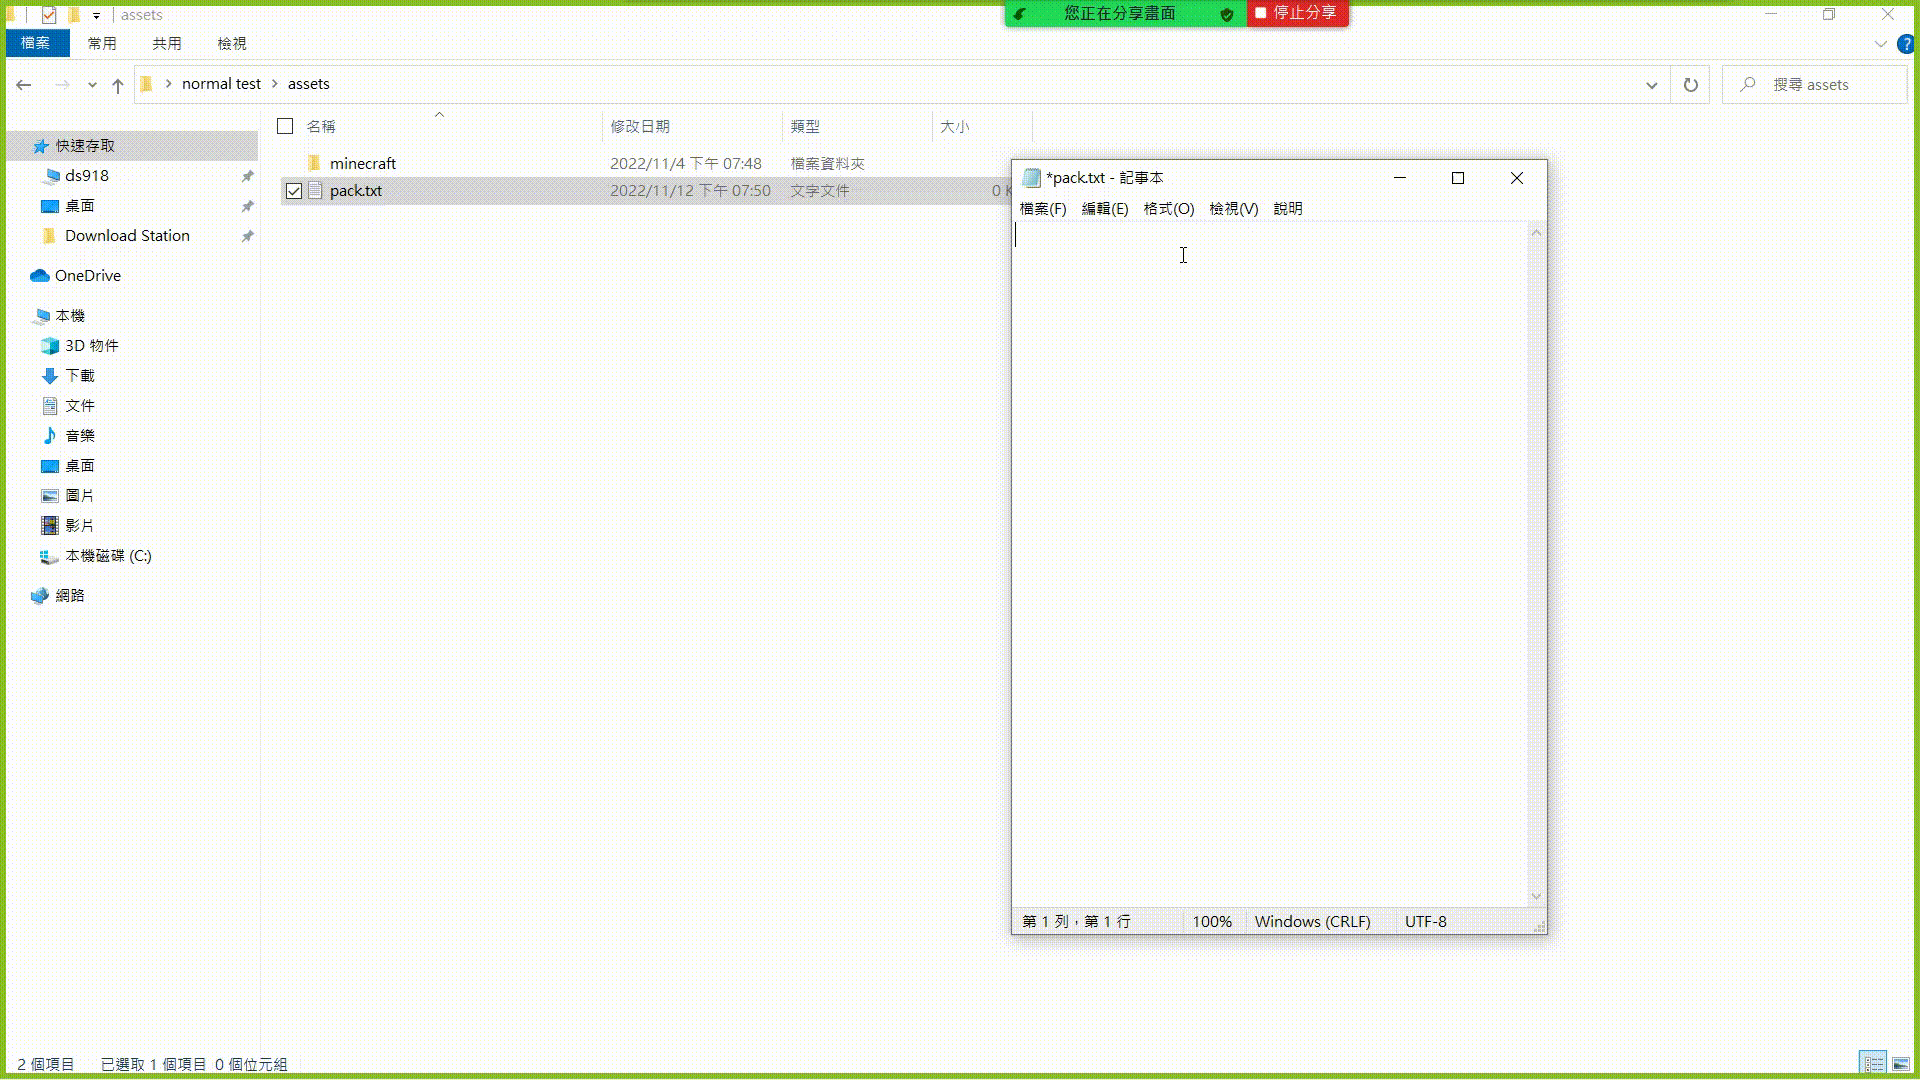 assets
您正在分享畫面
停止分享
檔案
常用
共用
檢視
?
normal test
assets
搜尋 assets
名稱
修改日期
類型
大小
快速存取
ds918
桌面
Download Station
OneDrive
本機
3D 物件
下載
文件
音樂
桌面
圖片
影片
本機磁碟 (C:)
網路
minecraft
2022/11/4 下午 07:48
檔案資料夾
pack.txt
2022/11/12 下午 07:50
文字文件
0 K
*pack.txt - 記事本
檔案(F) 編輯(E) 格式(O) 檢視(V) 說明
第 1 列，第 1 行
100%
Windows (CRLF)
UTF-8
2 個項目
已選取 1 個項目 0 個位元組